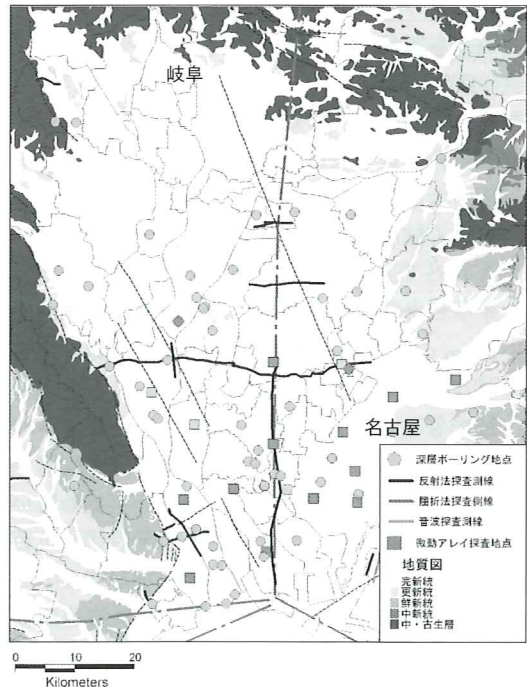 岐阜
名古屋
深層ボーリング地点
反射法探査測線
屈折法探査側線
音波探査測線
微動アレイ探査地点
地質図
完新統
更新統
鮮新統
中新統
中・古生層
0 10 20
Kilometers